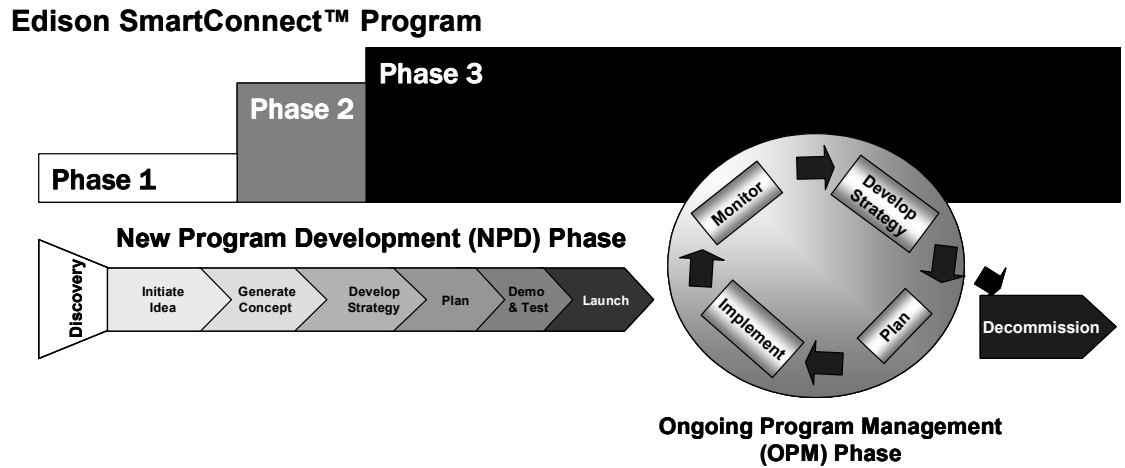 Edison SmartConnect™ Program
Phase 3
Phase 2
Phase 1
New Program Development (NPD) Phase
Discovery
Initiate
Idea
Generate
Concept
Develop
Strategy
Plan
Demo
& Test
Launch
Monitor
Develop
Strategy
Plan
Implement
Decommission
Ongoing Program Management
(OPM) Phase